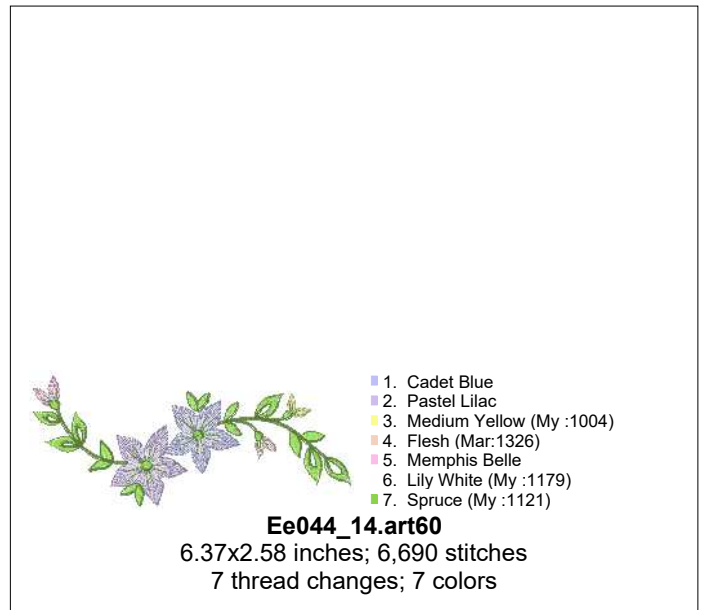 1. Cadet Blue
2. Pastel Lilac
3. Medium Yellow (My :1004)
4. Flesh (Mar:1326)
5. Memphis Belle
6. Lily White (My :1179)
7. Spruce (My :1121)
Ee044_14.art60
6.37x2.58 inches; 6,690 stitches
7 thread changes; 7 colors